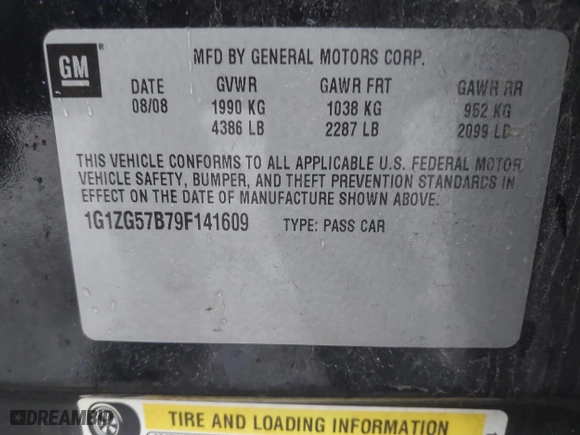 GM
MFD BY GENERAL MOTORS CORP.
DATE GVWR GAWR FRT GAWR RR
08/08 1990 KG 1038 KG 952 KG
4386 LB 2287 LB 2099 LB
THIS VEHICLE CONFORMS TO ALL APPLICABLE U.S. FEDERAL MOTOR
VEHICLE SAFETY, BUMPER, AND THEFT PREVENTION STANDARDS IN
EFFECT ON THE DATE OF MANUFACTURE SHOWN ABOVE.
1G1ZG57B79F141609 TYPE: PASS CAR
TIRE AND LOADING INFORMATION
DREAMBID